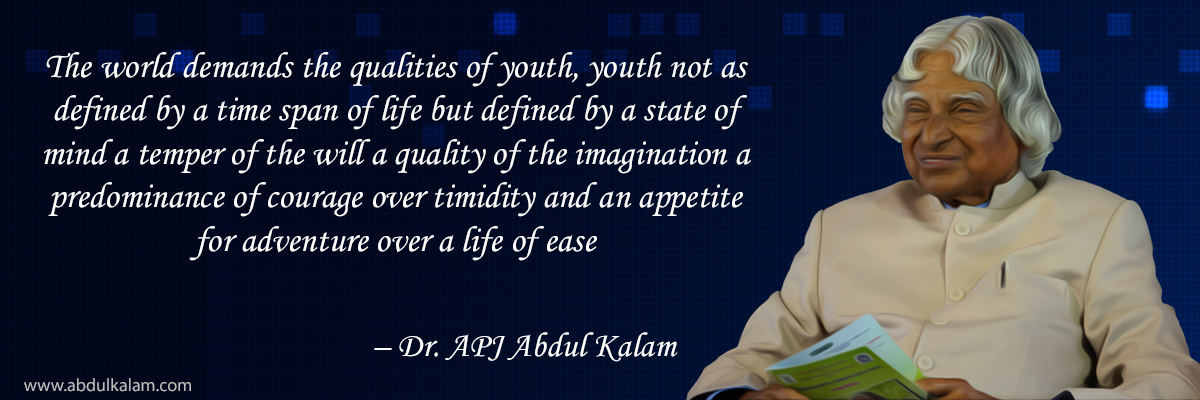 The world demands the qualities of youth, youth not as
defined by a time span of life but defined by a state of
mind a temper of the will a quality of the imagination a
predominance of courage over timidity and an appetite
for adventure over a life of ease
– Dr. APJ Abdul Kalam
www.abdulkalam.com